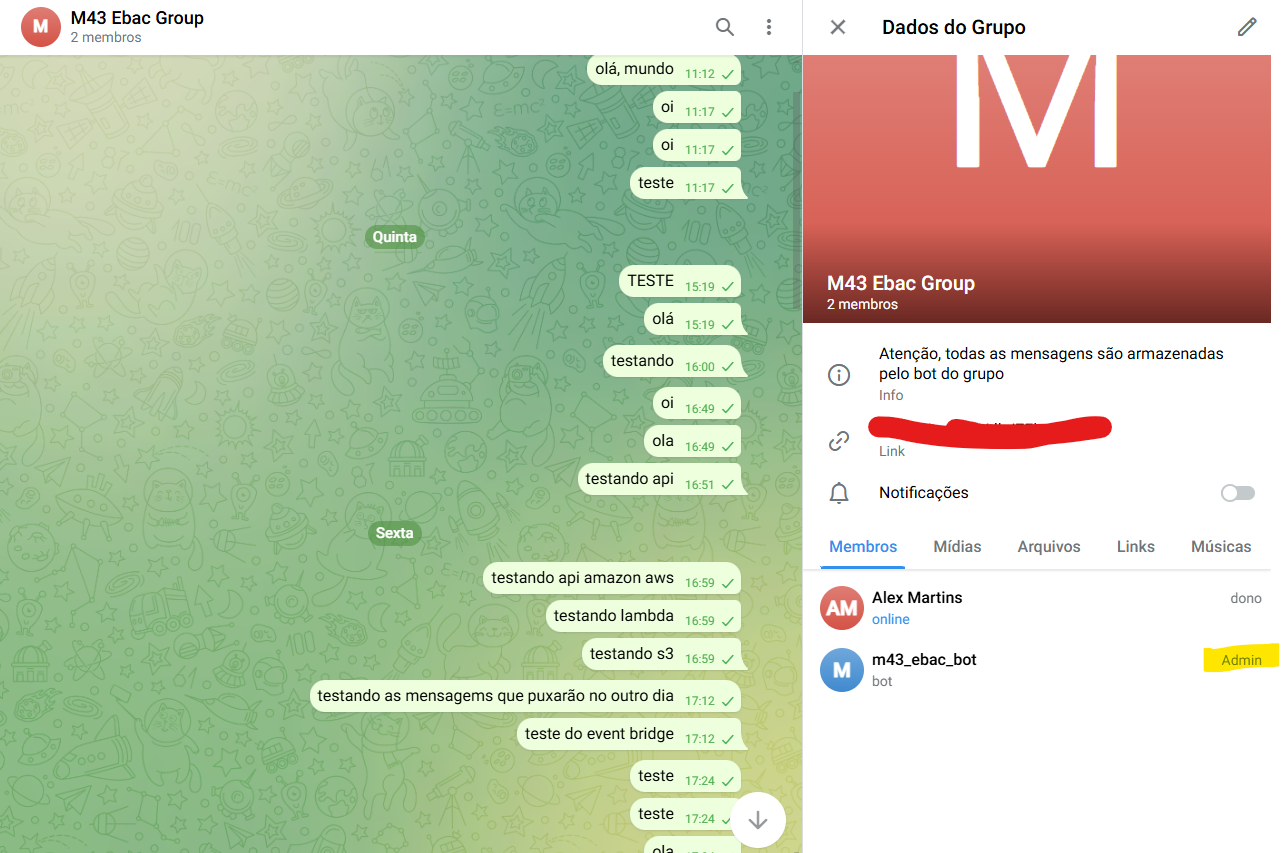 M
M43 Ebac Group
2 membros
olá, mundo 11:12
oi 11:17
oi 11:17
teste 11:17
Quinta
TESTE 15:19
olá 15:19
testando 16:00
oi 16:49
ola 16:49
testando api 16:51
Sexta
testando api amazon aws 16:59
testando lambda 16:59
testando s3 16:59
testando as mensagems que puxarão no outro dia 17:12
teste do event bridge 17:12
teste 17:24
teste 17:24
ola
Dados do Grupo
M
M43 Ebac Group
2 membros
Atenção, todas as mensagens são armazenadas
pelo bot do grupo
Info
Link
Notificações
Membros Mídias Arquivos Links Músicas
AM
Alex Martins dono
online
M
m43_ebac_bot Admin
bot